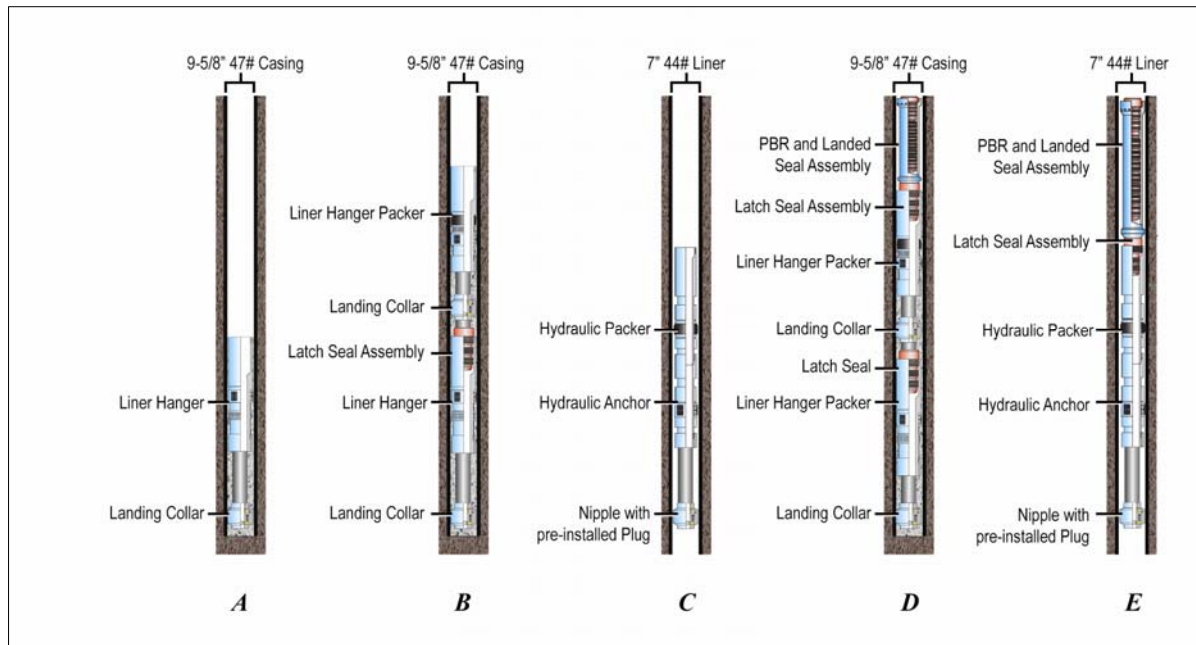 9-5/8" 47# Casing
Liner Hanger
Landing Collar
A
9-5/8" 47# Casing
Liner Hanger Packer
Landing Collar
Latch Seal Assembly
Liner Hanger
Landing Collar
B
7" 44# Liner
Hydraulic Packer
Hydraulic Anchor
Nipple with
pre-installed Plug
C
9-5/8" 47# Casing
PBR and Landed
Seal Assembly
Latch Seal Assembly
Liner Hanger Packer
Landing Collar
Latch Seal
Liner Hanger Packer
Landing Collar
D
7" 44# Liner
PBR and Landed
Seal Assembly
Latch Seal Assembly
Hydraulic Packer
Hydraulic Anchor
Nipple with
pre-installed Plug
E